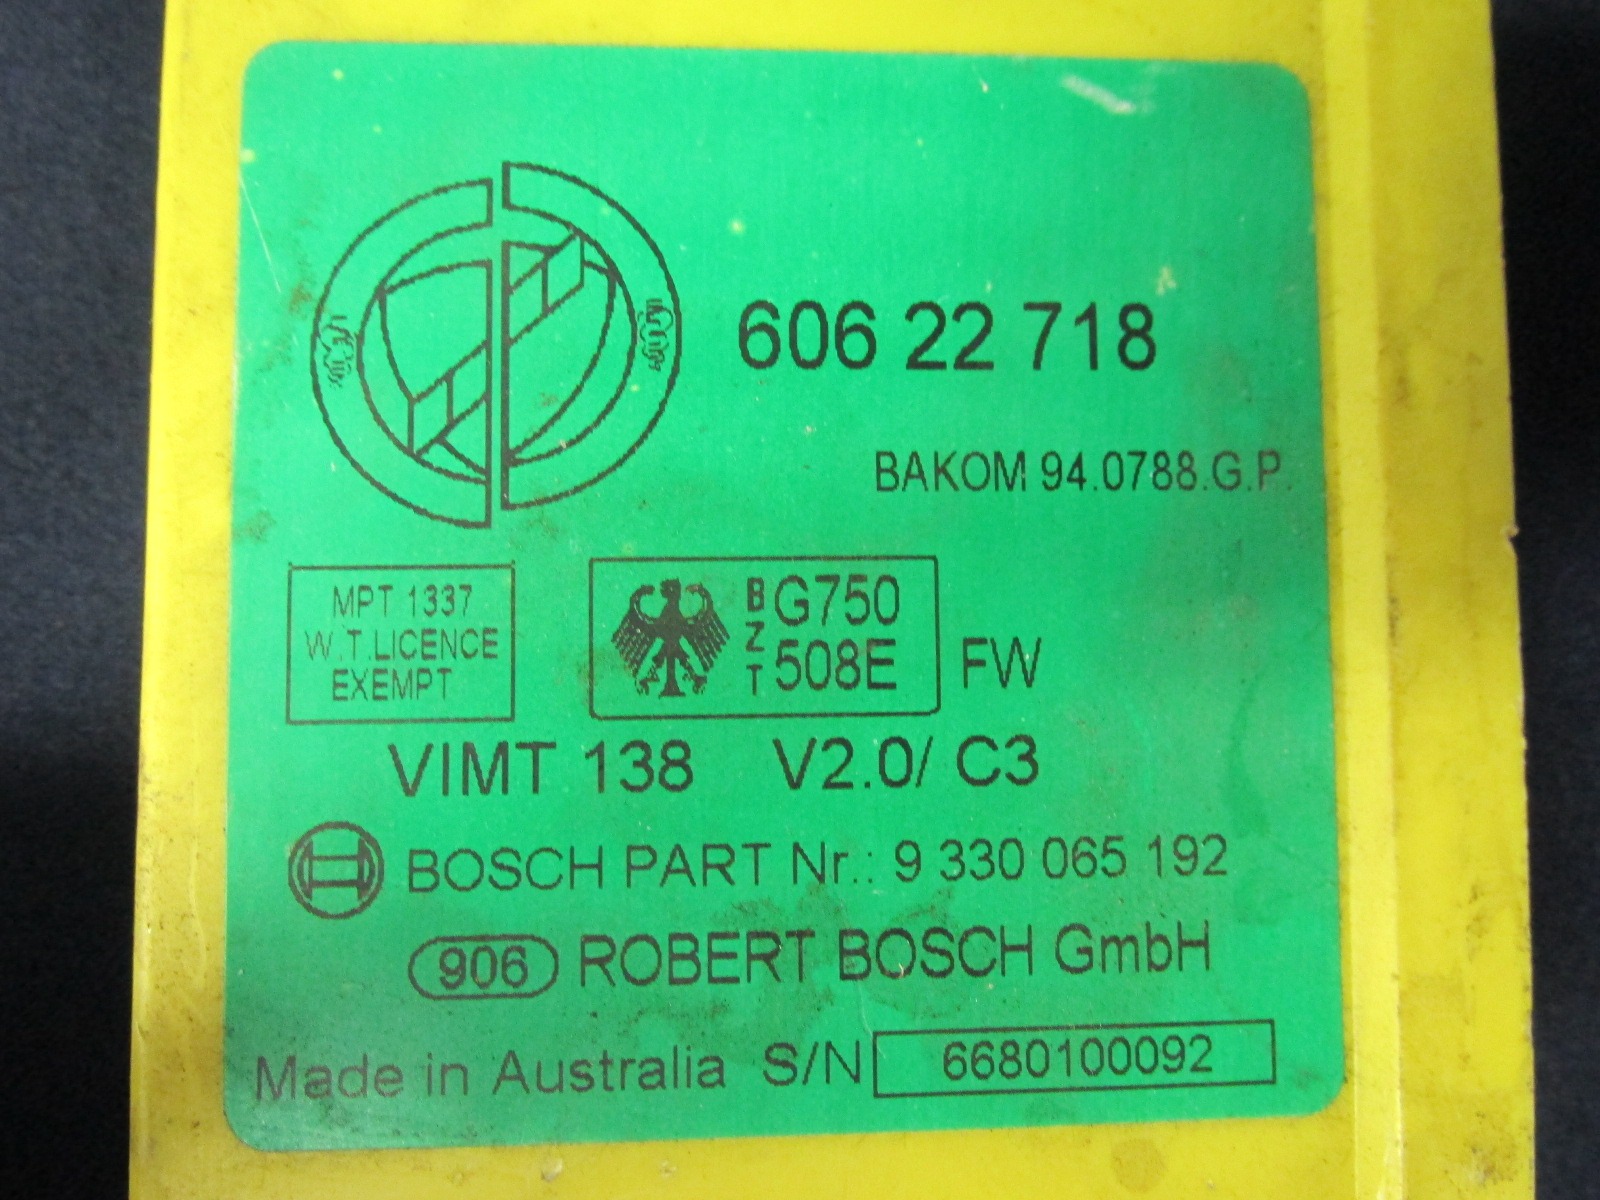 606 22 718
BAKOM 94.0788.G.P.
MPT 1337
W.T.LICENCE
EXEMPT
BZT
G750
508E
FW
VIMT 138 V2.0/ C3
BOSCH PART Nr.: 9 330 065 192
906 ROBERT BOSCH GmbH
Made in Australia S/N 6680100092